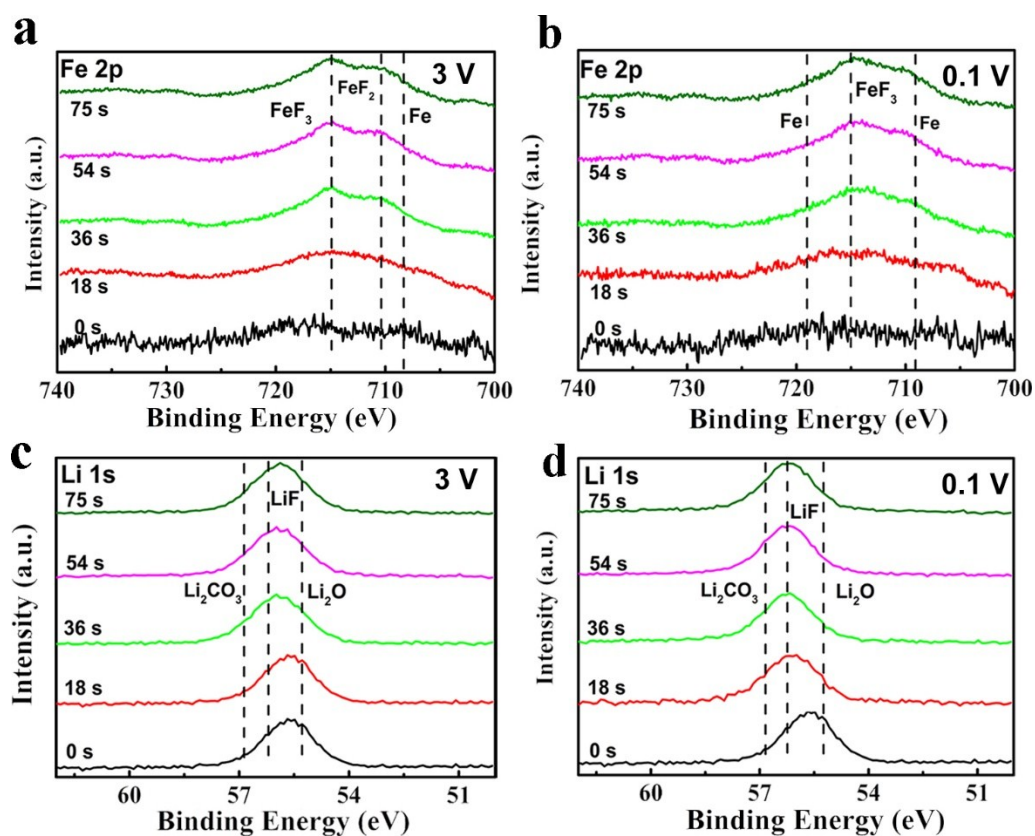 a
Fe 2p
3 V
75 s
FeF₃
FeF₂
Fe
54 s
36 s
18 s
0 s
Intensity (a.u.)
740 730 720 710 700
Binding Energy (eV)
b
Fe 2p
0.1 V
75 s
Fe
FeF₃
Fe
54 s
36 s
18 s
0 s
Intensity (a.u.)
740 730 720 710 700
Binding Energy (eV)
c
Li 1s
3 V
75 s
LiF
54 s
Li₂CO₃
Li₂O
36 s
18 s
0 s
Intensity (a.u.)
60 57 54 51
Binding Energy (eV)
d
Li 1s
0.1 V
75 s
LiF
54 s
Li₂CO₃
Li₂O
36 s
18 s
0 s
Intensity (a.u.)
60 57 54 51
Binding Energy (eV)